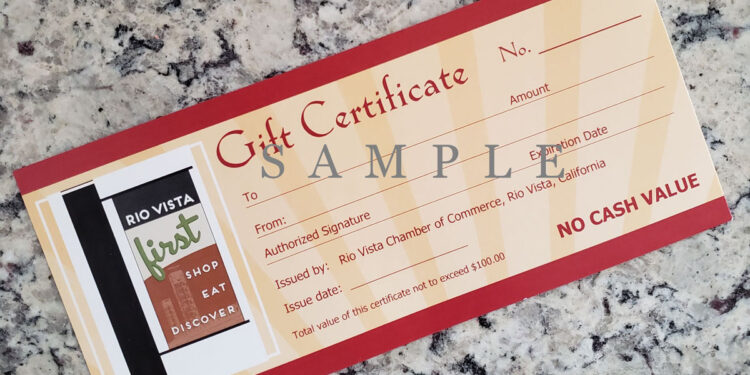 Gift Certificate
No.
SAMPLE
To
Amount
From:
Expiration Date
Authorized Signature
Issued by: Rio Vista Chamber of Commerce, Rio Vista, California
Issue date:
NO CASH VALUE
Total value of this certificate not to exceed $100.00
RIO VISTA
first
SHOP
EAT
DISCOVER